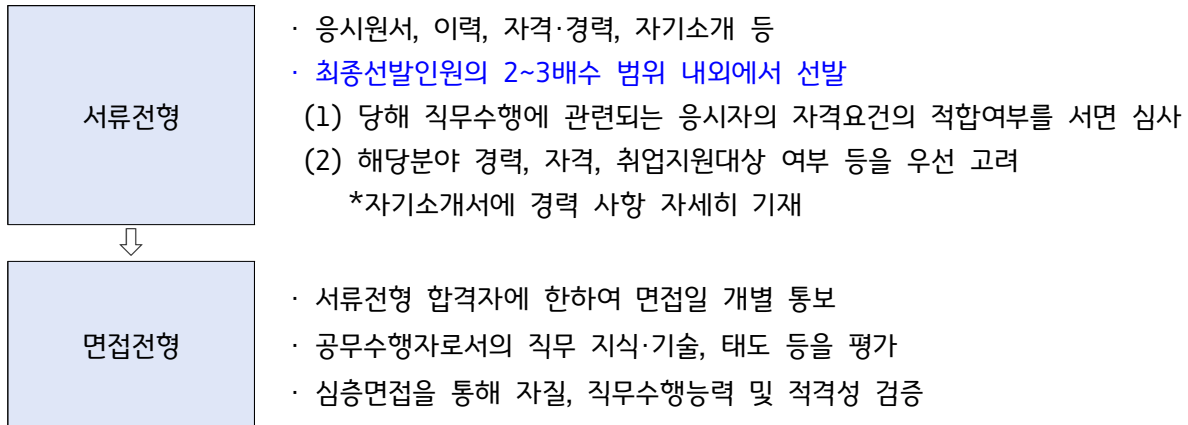 서류전형
· 응시원서, 이력, 자격·경력, 자기소개 등
· 최종선발인원의 2~3배수 범위 내외에서 선발
(1) 당해 직무수행에 관련되는 응시자의 자격요건의 적합여부를 서면 심사
(2) 해당분야 경력, 자격, 취업지원대상 여부 등을 우선 고려
*자기소개서에 경력 사항 자세히 기재
면접전형
· 서류전형 합격자에 한하여 면접일 개별 통보
· 공무수행자로서의 직무 지식·기술, 태도 등을 평가
· 심층면접을 통해 자질, 직무수행능력 및 적격성 검증